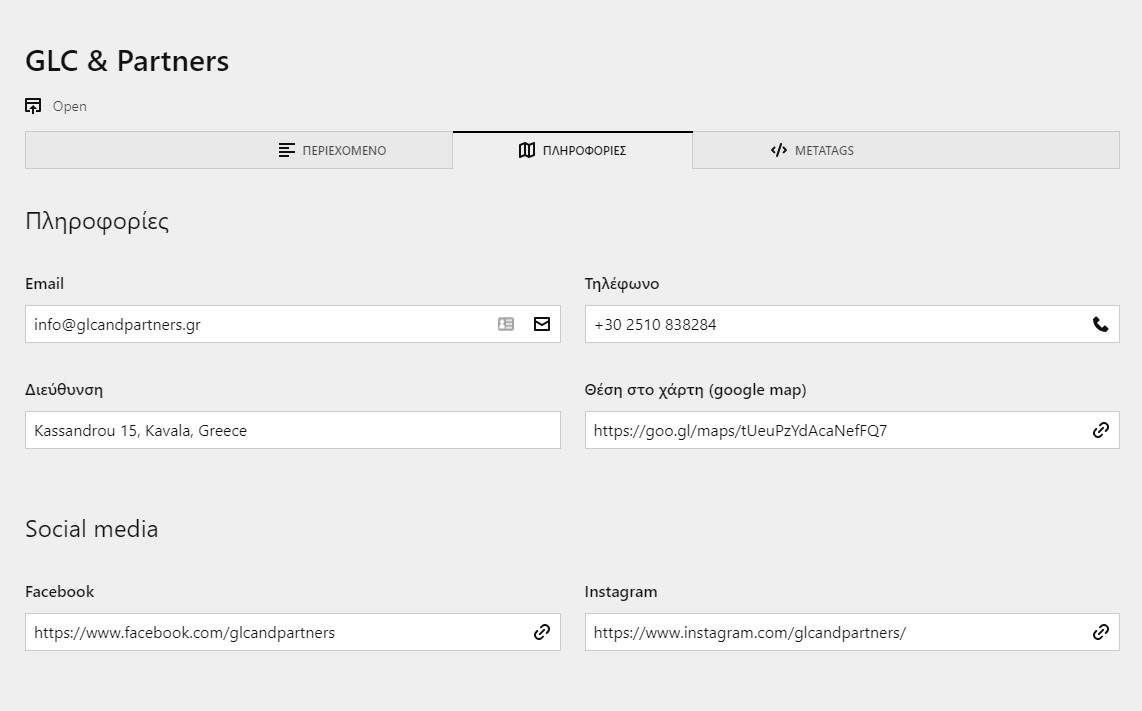 GLC & Partners
Open
ΠΕΡΙΕΧΟΜΕΝΟ ΠΛΗΡΟΦΟΡΙΕΣ METATAGS
Πληροφορίες
Email Τηλέφωνο
info@glcandpartners.gr +30 2510 838284
Διεύθυνση Θέση στο χάρτη (google map)
Kassandrou 15, Kavala, Greece https://goo.gl/maps/tUeuPzYdAcaNefFQ7
Social media
Facebook Instagram
https://www.facebook.com/glcandpartners https://www.instagram.com/glcandpartners/